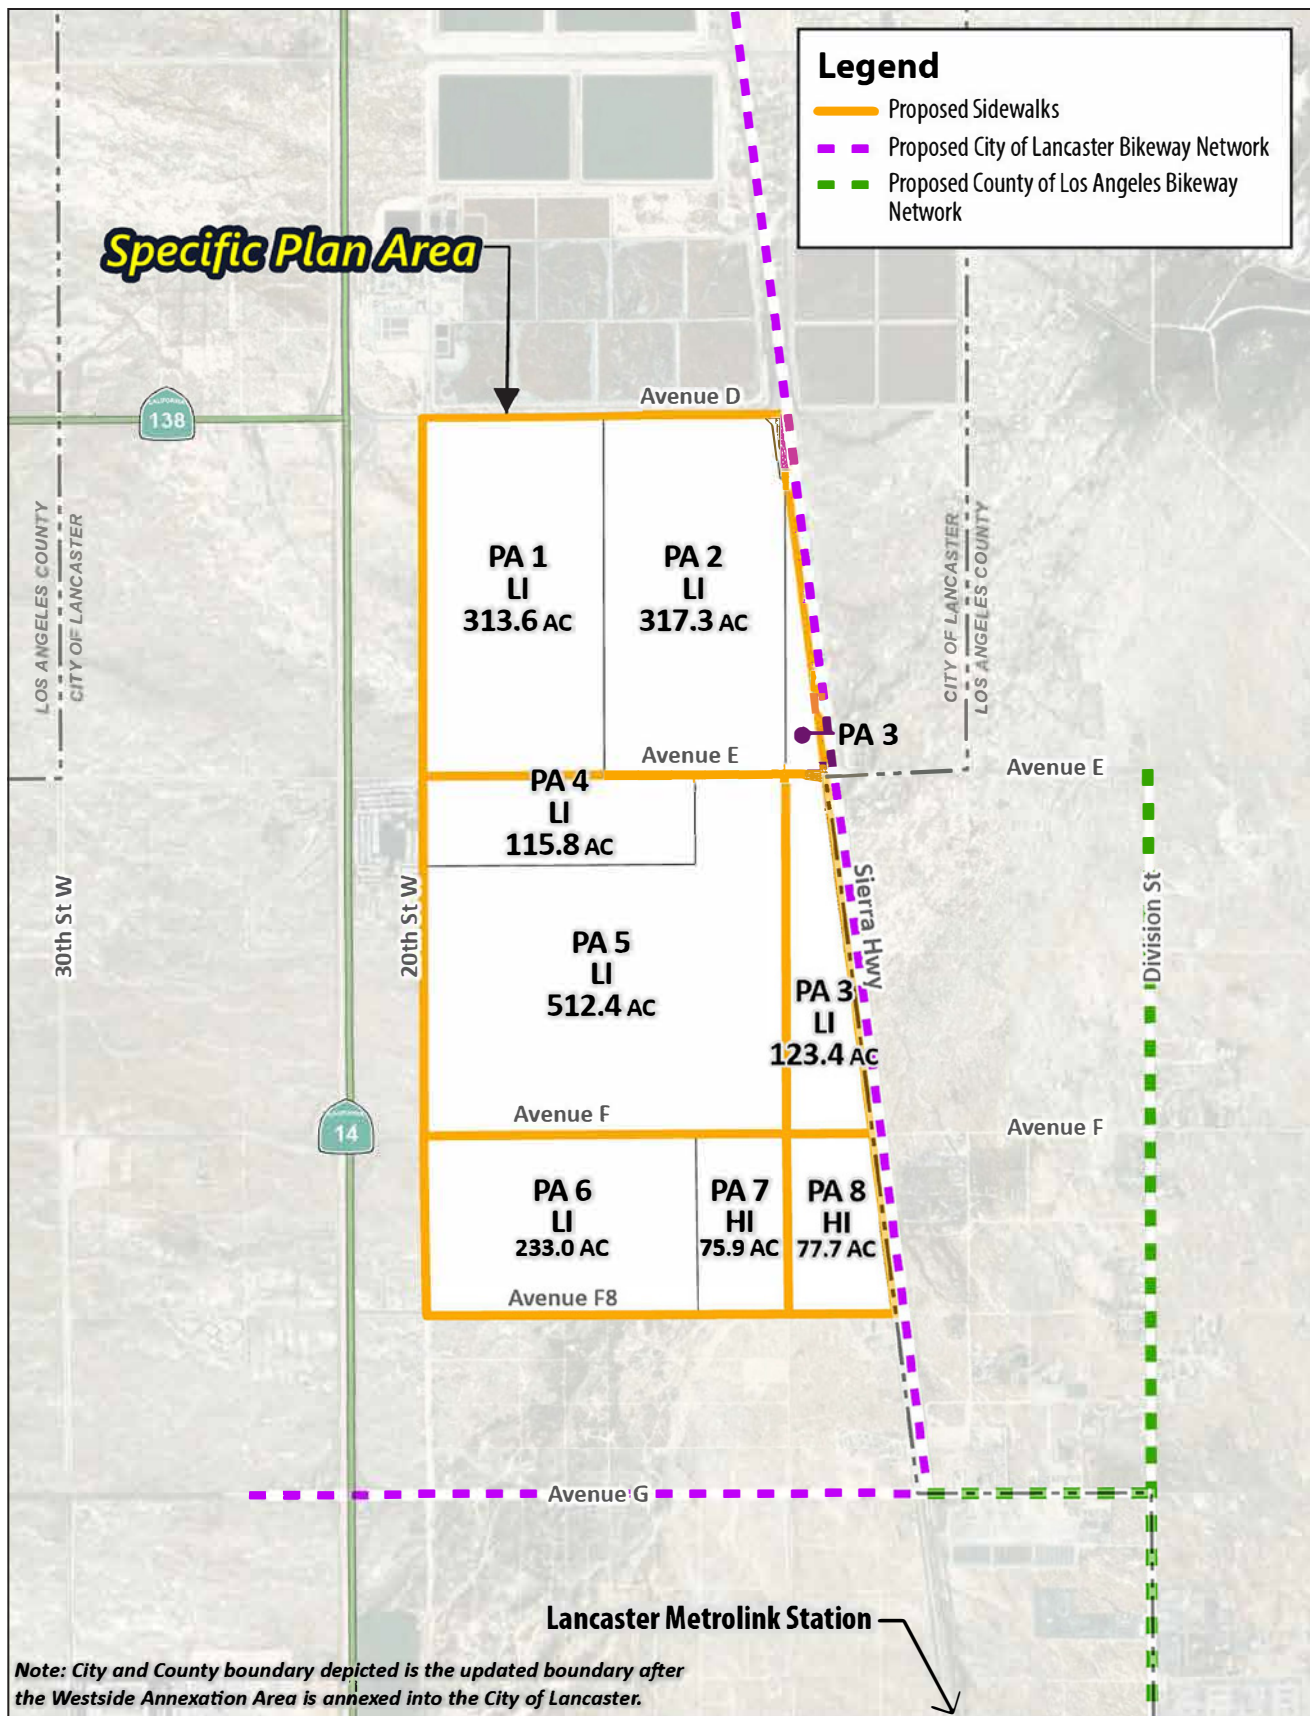 Legend
Proposed Sidewalks
Proposed City of Lancaster Bikeway Network
Proposed County of Los Angeles Bikeway
Network
Specific Plan Area
Avenue D
CALIFORNIA
138
LOS ANGELES COUNTY
CITY OF LANCASTER
CITY OF LANCASTER
LOS ANGELES COUNTY
PA 1
LI
313.6 AC
PA 2
LI
317.3 AC
PA 3
Avenue E
Avenue E
PA 4
LI
115.8 AC
30th St W
20th St W
Sierra Hwy
Division St
PA 5
LI
512.4 AC
PA 3
LI
123.4 AC
Avenue F
Avenue F
CALIFORNIA
14
PA 6
LI
233.0 AC
PA 7
HI
75.9 AC
PA 8
HI
77.7 AC
Avenue F8
Avenue G
Lancaster Metrolink Station
Note: City and County boundary depicted is the updated boundary after
the Westside Annexation Area is annexed into the City of Lancaster.